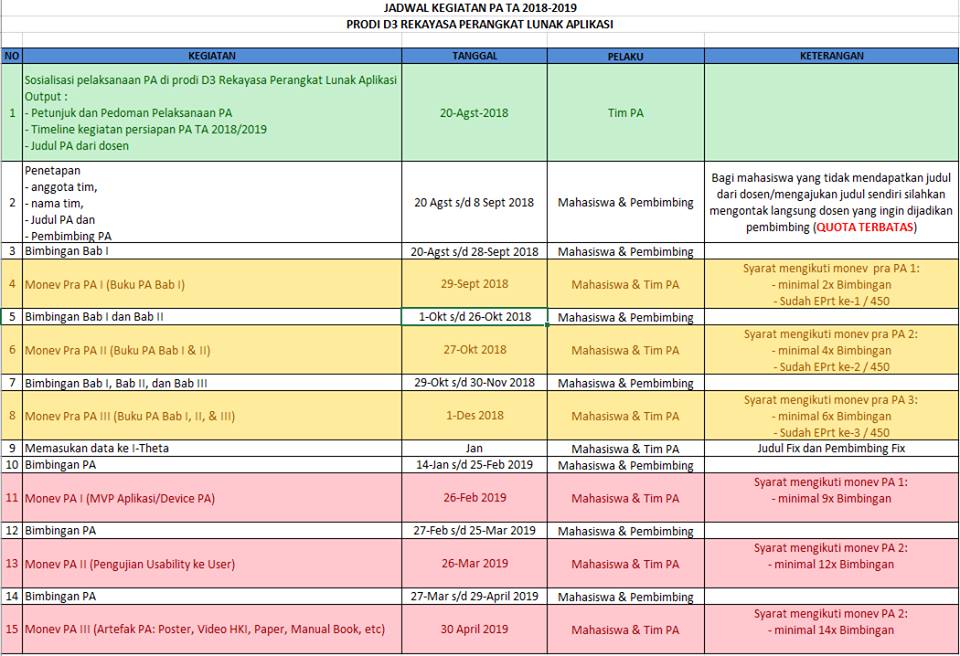 JADWAL KEGIATAN PA TA 2018-2019
PRODI D3 REKAYASA PERANGKAT LUNAK APLIKASI
NO KEGIATAN TANGGAL PELAKU KETERANGAN
1
Sosialisasi pelaksanaan PA di prodi D3 Rekayasa Perangkat Lunak Aplikasi
Output :
- Petunjuk dan Pedoman Pelaksanaan PA
- Timeline kegiatan persiapan PA TA 2018/2019
- Judul PA dari dosen
20-Agst-2018
Tim PA
2
Penetapan
- anggota tim,
- nama tim,
- Judul PA dan
- Pembimbing PA
20 Agst s/d 8 Sept 2018
Mahasiswa & Pembimbing
Bagi mahasiswa yang tidak mendapatkan judul
dari dosen/mengajukan judul sendiri silahkan
mengontak langsung dosen yang ingin dijadikan
pembimbing (QUOTA TERBATAS)
3 Bimbingan Bab I 20-Agst s/d 28-Sept 2018 Mahasiswa & Pembimbing
4 Monev Pra PA I (Buku PA Bab I) 29-Sept 2018 Mahasiswa & Tim PA
Syarat mengikuti monev pra PA 1:
- minimal 2x Bimbingan
- Sudah EPrt ke-1 / 450
5 Bimbingan Bab I dan Bab II 1-Okt s/d 26-Okt 2018 Mahasiswa & Pembimbing
6 Monev Pra PA II (Buku PA Bab I & II) 27-Okt 2018 Mahasiswa & Tim PA
Syarat mengikuti monev pra PA 2:
- minimal 4x Bimbingan
- Sudah EPrt ke-2 / 450
7 Bimbingan Bab I, Bab II, dan Bab III 29-Okt s/d 30-Nov 2018 Mahasiswa & Pembimbing
8 Monev Pra PA III (Buku PA Bab I, II, & III) 1-Des 2018 Mahasiswa & Tim PA
Syarat mengikuti monev pra PA 3:
- minimal 6x Bimbingan
- Sudah EPrt ke-3 / 450
9 Memasukan data ke I-Theta Jan Mahasiswa & Tim PA Judul Fix dan Pembimbing Fix
10 Bimbingan PA 14-Jan s/d 25-Feb 2019 Mahasiswa & Pembimbing
11 Monev PA I (MVP Aplikasi/Device PA) 26-Feb 2019 Mahasiswa & Tim PA
Syarat mengikuti monev PA 1:
- minimal 9x Bimbingan
12 Bimbingan PA 27-Feb s/d 25-Mar 2019 Mahasiswa & Pembimbing
13 Monev PA II (Pengujian Usability ke User) 26-Mar 2019 Mahasiswa & Tim PA
Syarat mengikuti monev PA 2:
- minimal 12x Bimbingan
14 Bimbingan PA 27-Mar s/d 29-April 2019 Mahasiswa & Pembimbing
15 Monev PA III (Artefak PA: Poster, Video HKI, Paper, Manual Book, etc) 30 April 2019 Mahasiswa & Tim PA
Syarat mengikuti monev PA 2:
- minimal 14x Bimbingan